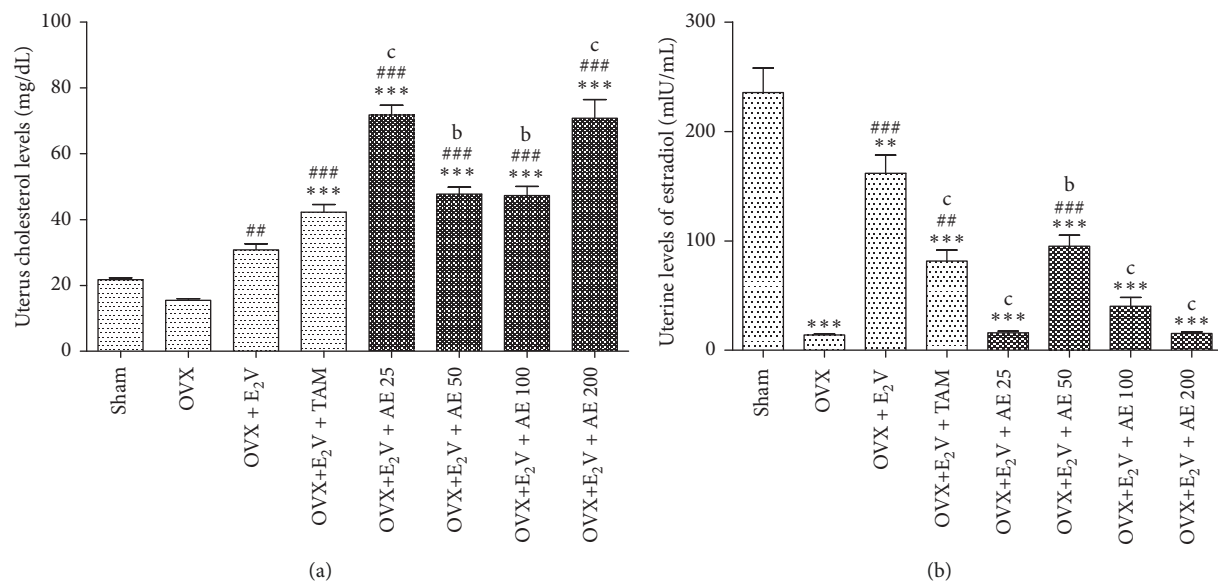 100
80
60
40
20
0
Uterus cholesterol levels (mg/dL)
##
###
***
c
###
***
b
###
***
b
###
***
c
###
***
Sham
OVX
OVX + E₂V
OVX+E₂V + TAM
OVX+E₂V + AE 25
OVX+E₂V + AE 50
OVX+E₂V + AE 100
OVX+E₂V + AE 200
(a)
300
200
100
0
Uterine levels of estradiol (mlU/mL)
***
###
**
c
##
***
c
***
b
###
***
c
***
c
***
Sham
OVX
OVX + E₂V
OVX+E₂V + TAM
OVX+E₂V + AE 25
OVX+E₂V + AE 50
OVX+E₂V + AE 100
OVX+E₂V + AE 200
(b)